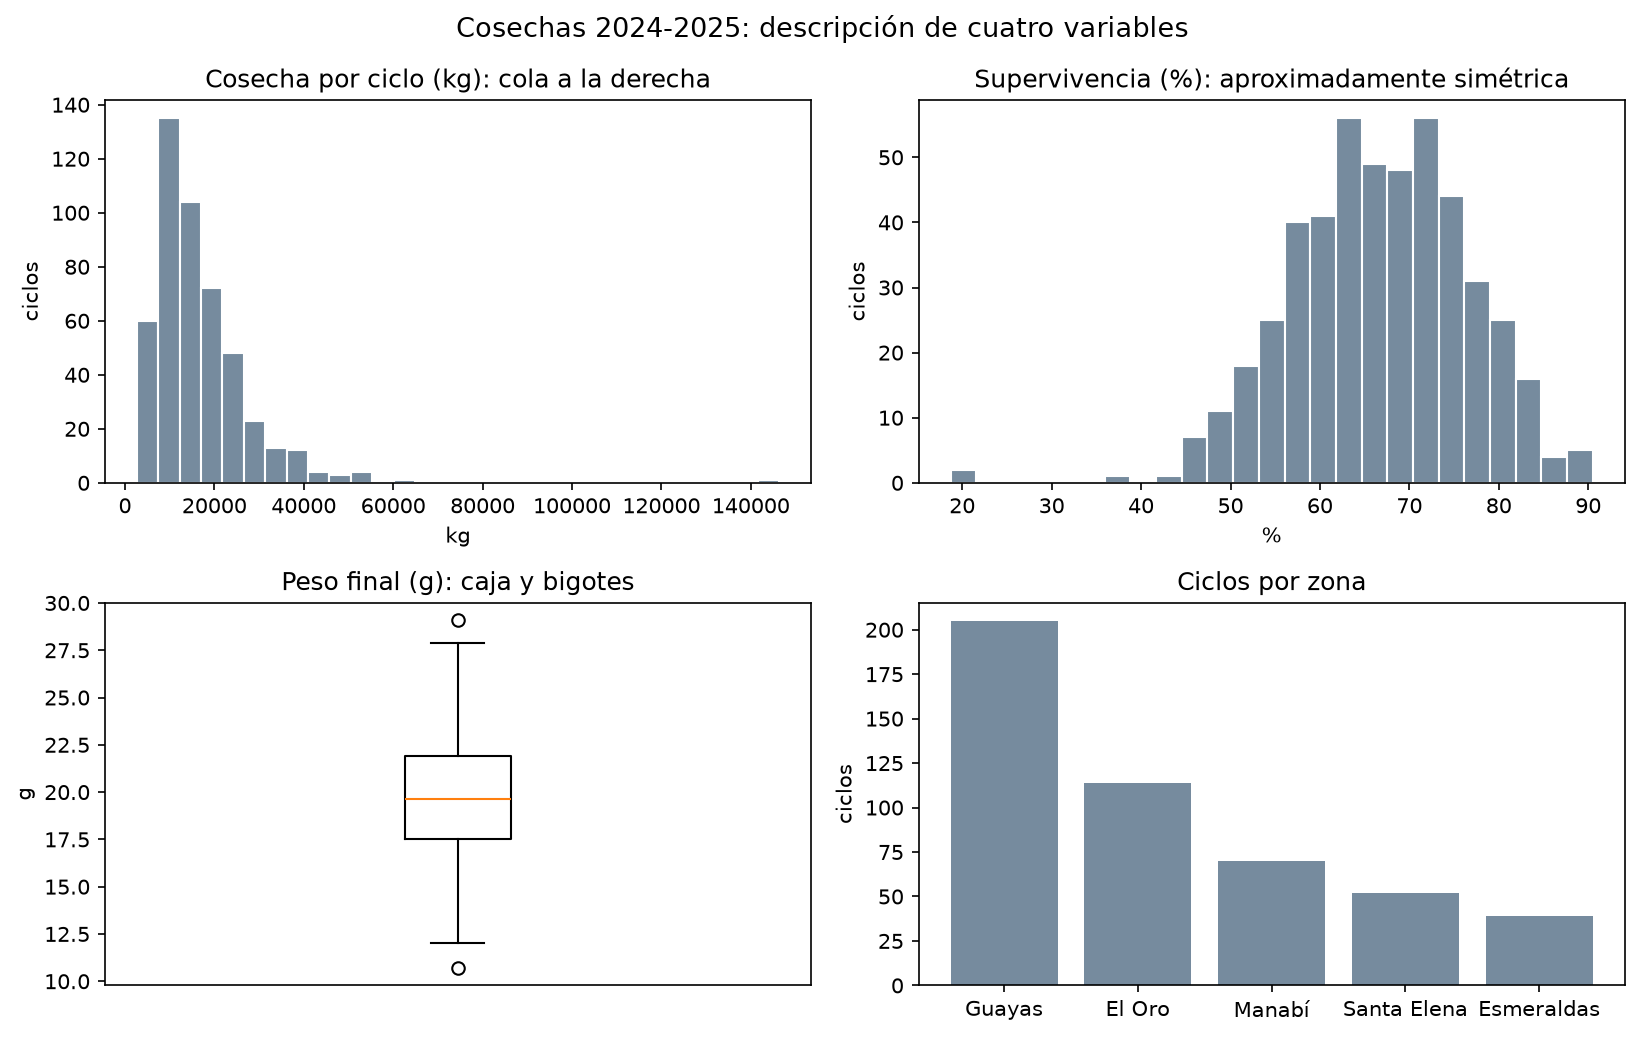 Cosechas 2024-2025: descripción de cuatro variables
Cosecha por ciclo (kg): cola a la derecha
140
120
100
80
60
40
20
0
ciclos
0 20000 40000 60000 80000 100000 120000 140000
kg
Supervivencia (%): aproximadamente simétrica
50
40
30
20
10
0
ciclos
20 30 40 50 60 70 80 90
%
Peso final (g): caja y bigotes
30.0
27.5
25.0
22.5
20.0
17.5
15.0
12.5
10.0
g
Ciclos por zona
200
175
150
125
100
75
50
25
0
ciclos
Guayas El Oro Manabí Santa Elena Esmeraldas